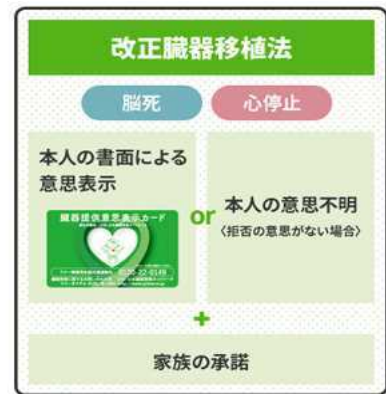 改正臓器移植法
脳死
心停止
本人の書面による
意思表示
臓器提供意思表示カード
or
本人の意思不明
〈拒否の意思がない場合〉
+
家族の承諾